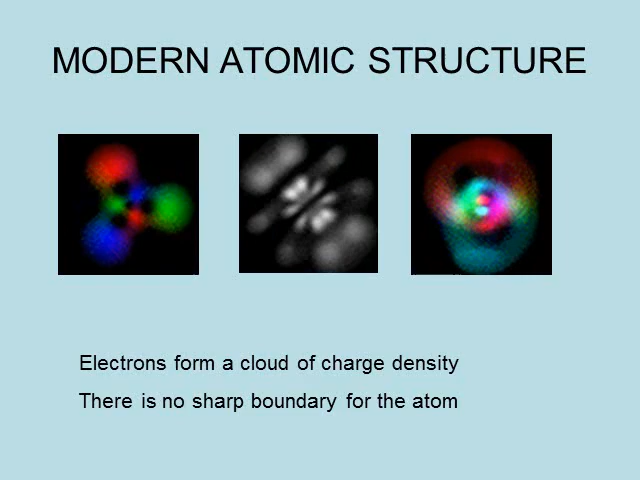 MODERN ATOMIC STRUCTURE
Electrons form a cloud of charge density
There is no sharp boundary for the atom